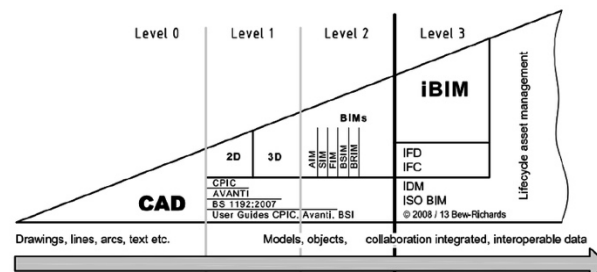 Level 0 Level 1 Level 2 Level 3
iBIM
BIMs
2D 3D
AIM
SIM
FIM
BSIM
BRIM
IFD
IFC
Lifecycle asset management
CAD
CPIC
AVANTI
BS 1192:2007
User Guides CPIC, Avanti, BSI
IDM
ISO BIM
© 2008 / 13 Bew-Richards
Drawings, lines, arcs, text etc. Models, objects, collaboration integrated, interoperable data